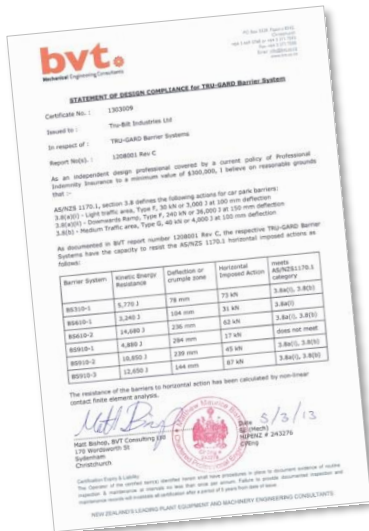 bvt
Mechanical Engineering Consultants
STATEMENT OF DESIGN COMPLIANCE for TRU-GARD Barrier System
Certificate No. : 1303009
Issued to : Tru-Bilt Industries Ltd
In respect of : TRU-GARD Barrier Systems
Report No(s). : 1208001 Rev C
As an independent design professional covered by a current policy of Professional
Indemnity Insurance to a minimum value of $300,000, I believe on reasonable grounds
that :-
AS/NZS 1170.1, section 3.8 defines the following actions for car park barriers:
3.8(a)(i) - Light traffic area, Type F, 30 kN or 3,000 J at 100 mm deflection
3.8(a)(ii) - Downwards Ramp, Type F, 240 kN or 36,000 J at 150 mm deflection
3.8(b) - Medium Traffic Area, Type G, 40 kN or 4,000 J at 100 mm deflection
As documented in BVT report number 1208001 Rev C, the respective TRU-GARD Barrier
Systems have the capacity to resist the AS/NZS 1170.1 horizontal imposed actions as
follows:
Barrier System Kinetic Energy Resistance Deflection or crumple zone Horizontal Imposed Action meets AS/NZS1170.1 category
BS310-1 5,770 J 78 mm 73 kN 3.8a(i), 3.8(b)
BS610-1 3,240 J 104 mm 31 kN 3.8a(i)
BS610-2 14,680 J 236 mm 62 kN 3.8a(i), 3.8(b)
BS910-1 4,880 J 294 mm 17 kN does not meet
BS910-2 10,850 J 239 mm 45 kN 3.8a(i), 3.8(b)
BS910-3 12,650 J 144 mm 87 kN 3.8a(i), 3.8(b)
The resistance of the barriers to horizontal action has been calculated by non-linear
contact finite element analysis.
Matt Bishop, BVT Consulting Ltd
170 Wordsworth St
Sydenham
Christchurch
Date 5/3/13
(Mech)
MIPENZ # 243276
CPEng
Certification Expiry & Liability
NEW ZEALAND'S LEADING PLANT EQUIPMENT AND MACHINERY ENGINEERING CONSULTANTS